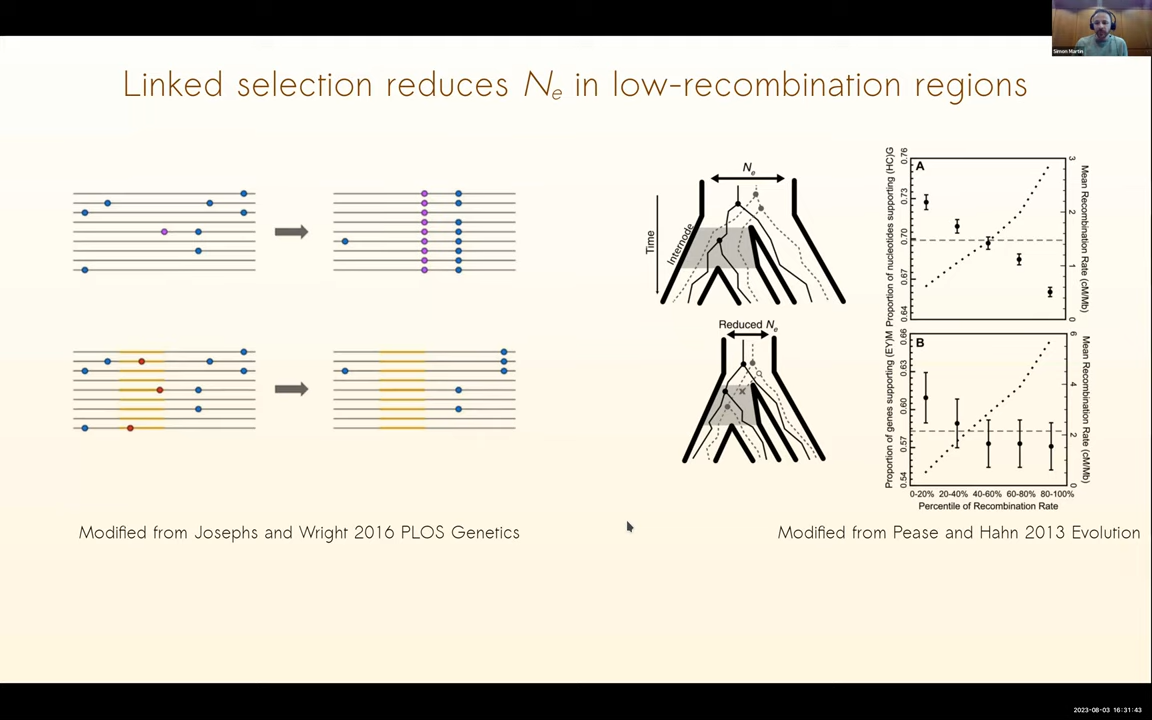 Simon Martin
Linked selection reduces Ne in low-recombination regions
Ne
Time
Internode
Reduced Ne
A
Proportion of nucleotides supporting (HC)G
0.76
0.73
0.70
0.67
0.64
3
2
1
0
Mean Recombination Rate (cM/Mb)
B
Proportion of genes supporting (EY)M
0.66
0.63
0.60
0.57
0.54
6
4
2
0
Mean Recombination Rate (cM/Mb)
0-20% 20-40% 40-60% 60-80% 80-100%
Percentile of Recombination Rate
Modified from Josephs and Wright 2016 PLOS Genetics
Modified from Pease and Hahn 2013 Evolution
2023-08-03 16:31:43